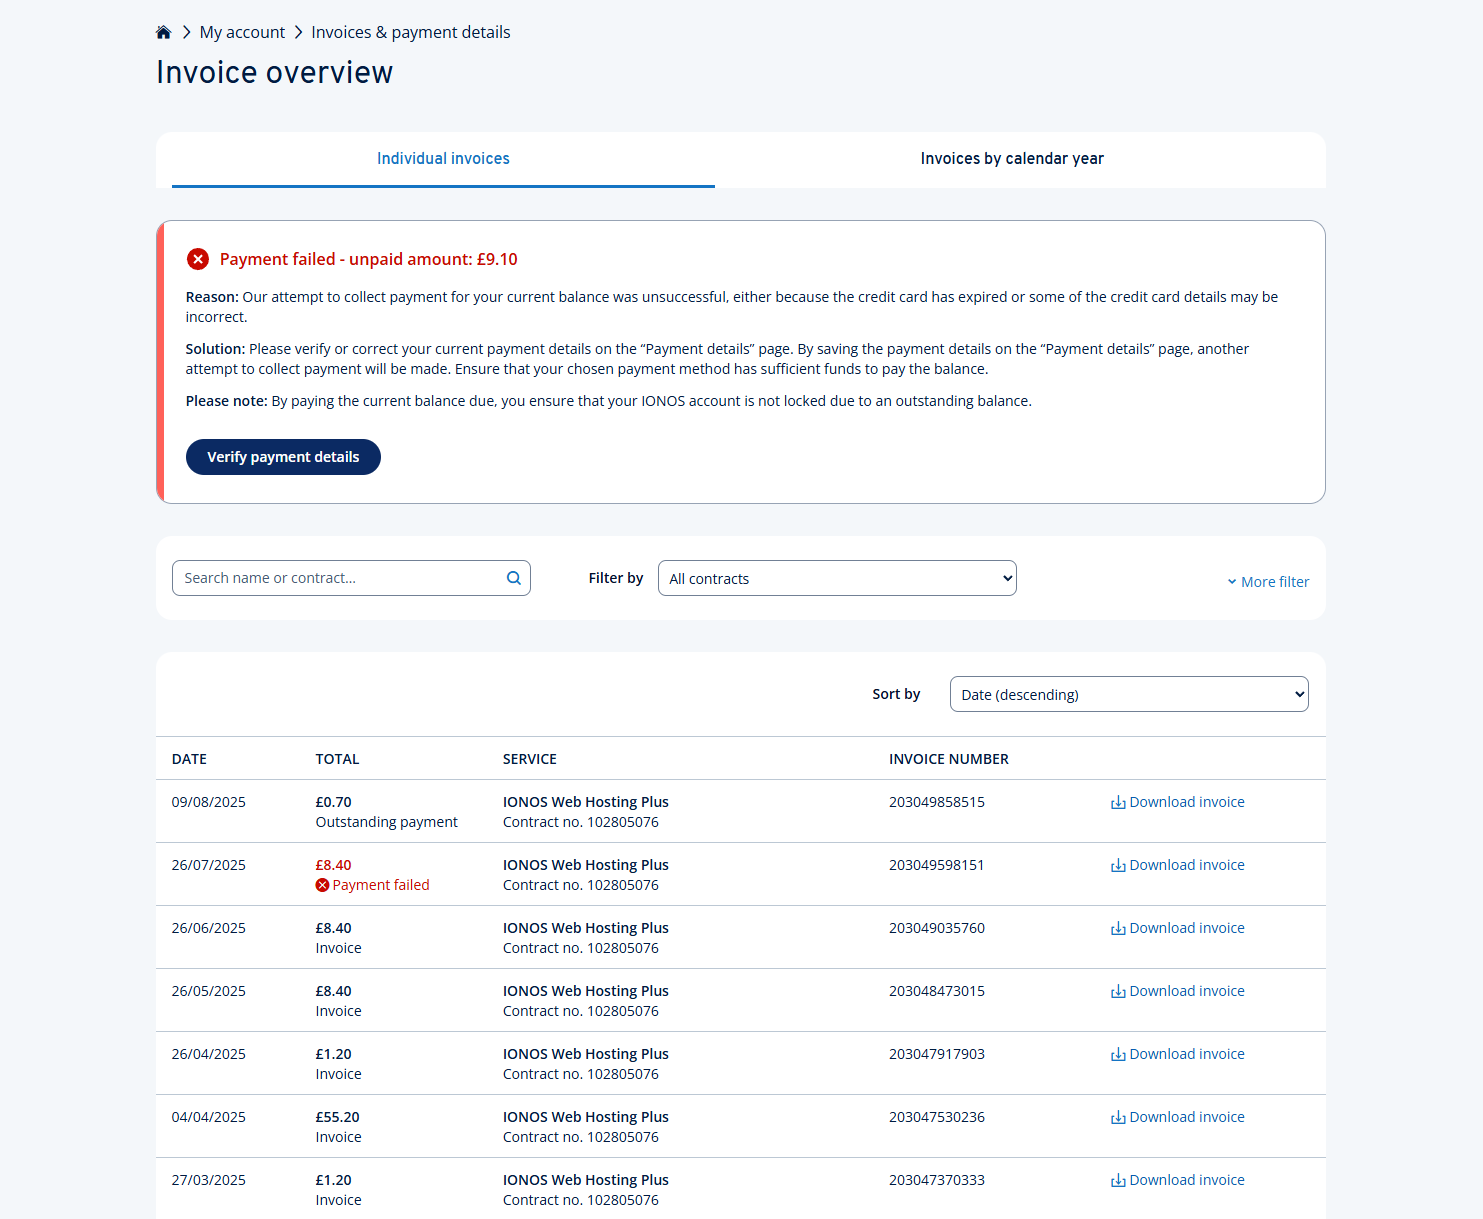 My account > Invoices & payment details
Invoice overview
Individual invoices
Invoices by calendar year
Payment failed - unpaid amount: £9.10
Reason: Our attempt to collect payment for your current balance was unsuccessful, either because the credit card has expired or some of the credit card details may be
incorrect.
Solution: Please verify or correct your current payment details on the “Payment details” page. By saving the payment details on the “Payment details” page, another
attempt to collect payment will be made. Ensure that your chosen payment method has sufficient funds to pay the balance.
Please note: By paying the current balance due, you ensure that your IONOS account is not locked due to an outstanding balance.
Verify payment details
Search name or contract...
Filter by
All contracts
More filter
Sort by
Date (descending)
DATE TOTAL SERVICE INVOICE NUMBER
09/08/2025 £0.70 IONOS Web Hosting Plus 203049858515 Download invoice
Outstanding payment Contract no. 102805076
26/07/2025 £8.40 IONOS Web Hosting Plus 203049598151 Download invoice
Payment failed Contract no. 102805076
26/06/2025 £8.40 IONOS Web Hosting Plus 203049035760 Download invoice
Invoice Contract no. 102805076
26/05/2025 £8.40 IONOS Web Hosting Plus 203048473015 Download invoice
Invoice Contract no. 102805076
26/04/2025 £1.20 IONOS Web Hosting Plus 203047917903 Download invoice
Invoice Contract no. 102805076
04/04/2025 £55.20 IONOS Web Hosting Plus 203047530236 Download invoice
Invoice Contract no. 102805076
27/03/2025 £1.20 IONOS Web Hosting Plus 203047370333 Download invoice
Invoice Contract no. 102805076